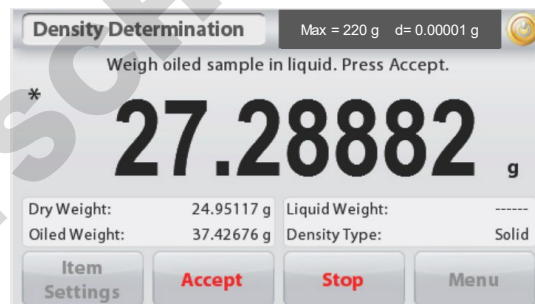 Density Determination
Max = 220 g d= 0.00001 g
Weigh oiled sample in liquid. Press Accept.
*
27.28882 g
Dry Weight: 24.95117 g Liquid Weight: ------
Oiled Weight: 37.42676 g Density Type: Solid
Item Settings Accept Stop Menu